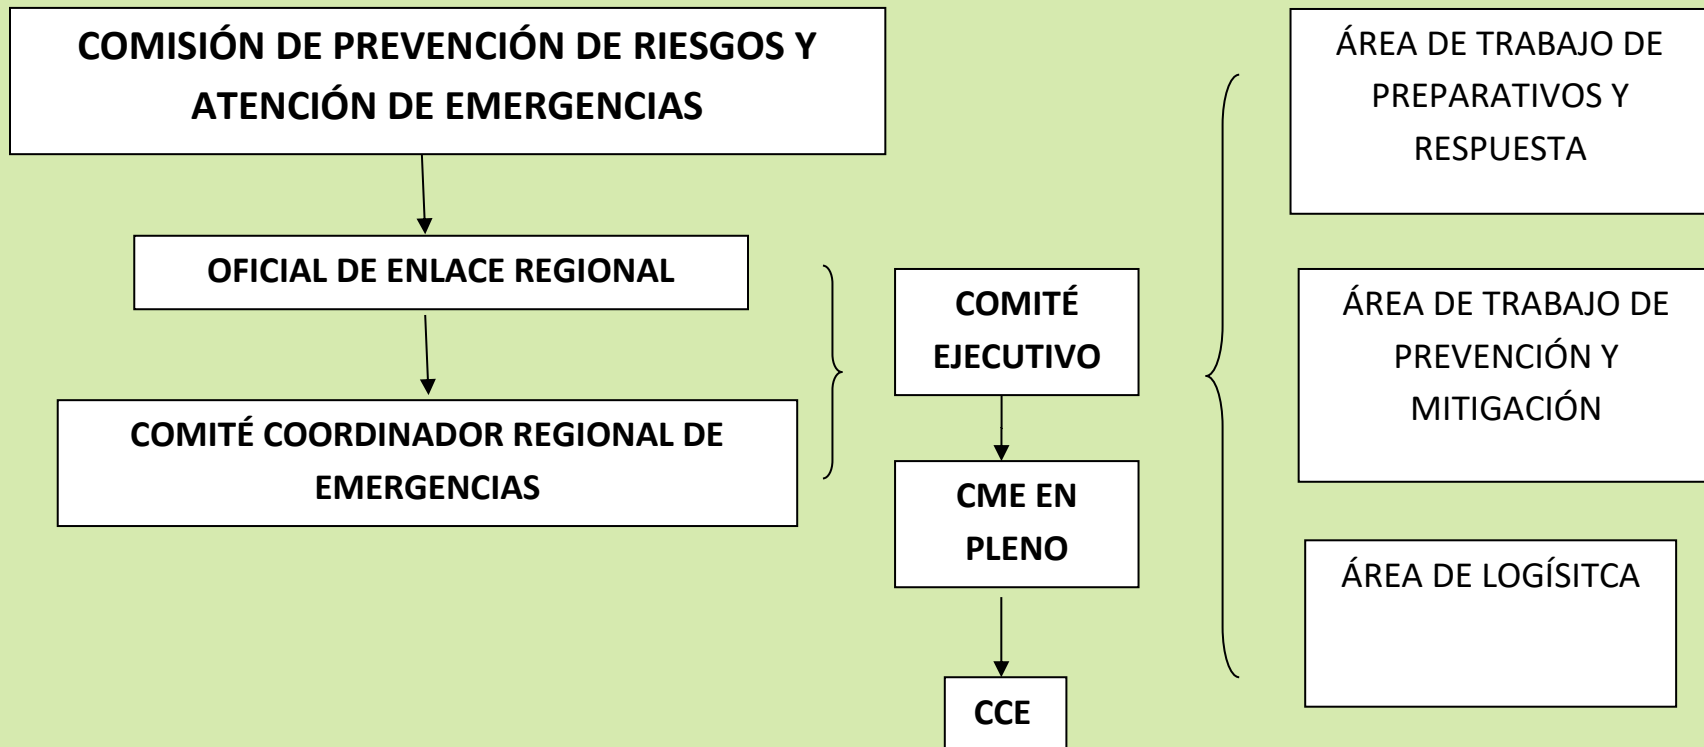 COMISIÓN DE PREVENCIÓN DE RIESGOS Y
ATENCIÓN DE EMERGENCIAS
OFICIAL DE ENLACE REGIONAL
COMITÉ COORDINADOR REGIONAL DE
EMERGENCIAS
COMITÉ
EJECUTIVO
CME EN
PLENO
CCE
ÁREA DE TRABAJO DE
PREPARATIVOS Y
RESPUESTA
ÁREA DE TRABAJO DE
PREVENCIÓN Y
MITIGACIÓN
ÁREA DE LOGÍSITCA